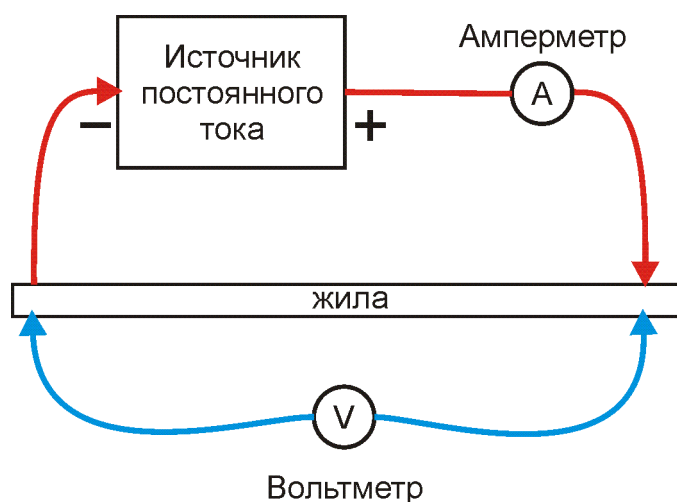 Амперметр
Источник
постоянного
тока
A
−
+
жила
V
Вольтметр